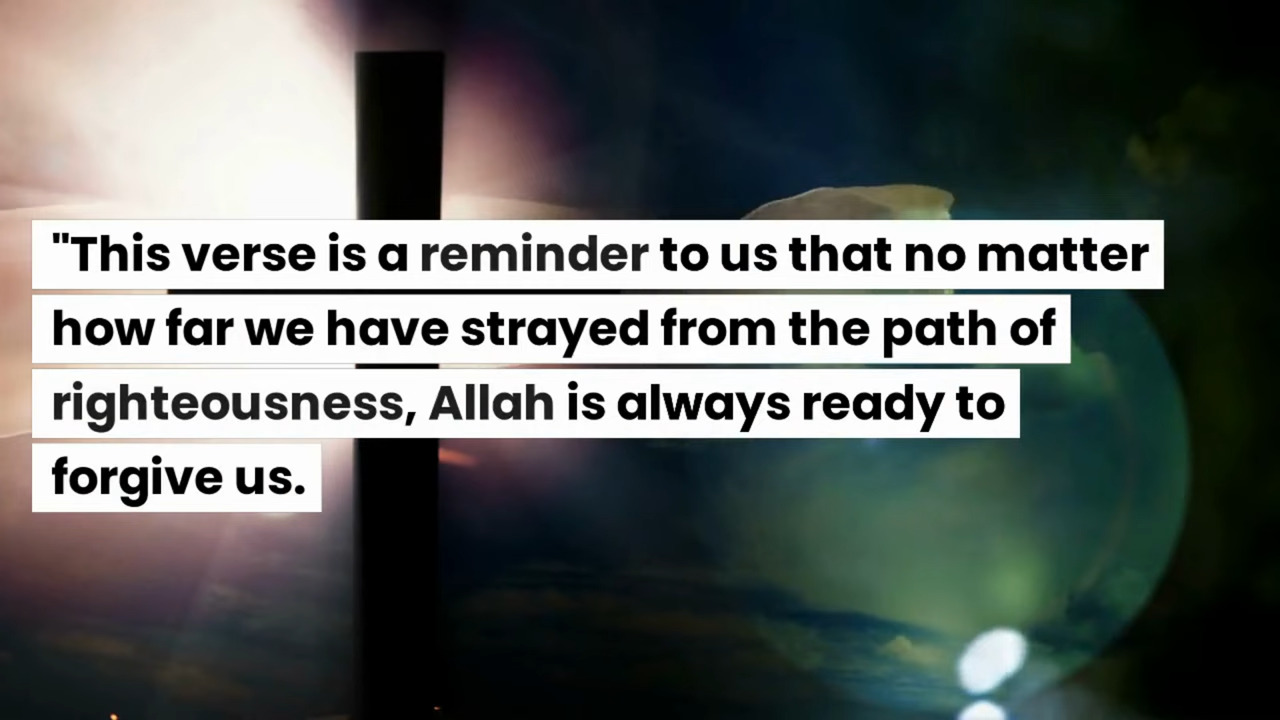 "This verse is a reminder to us that no matter
how far we have strayed from the path of
righteousness, Allah is always ready to
forgive us.